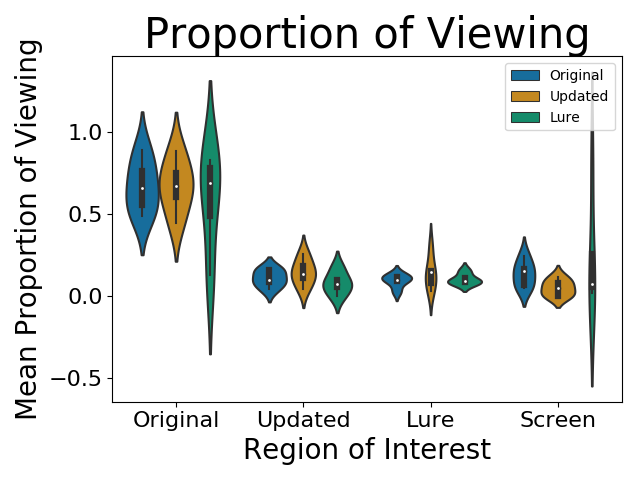 Proportion of Viewing
Mean Proportion of Viewing
1.0
0.5
0.0
−0.5
Original
Updated
Lure
Original
Updated
Lure
Screen
Region of Interest